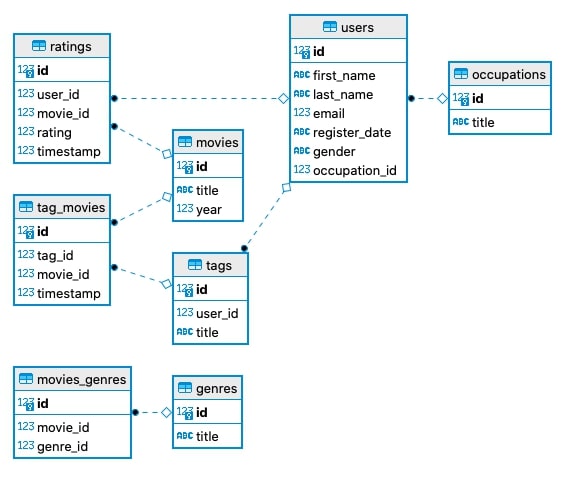 ratings
123 id
123 user_id
123 movie_id
123 rating
123 timestamp
users
123 id
ABC first_name
ABC last_name
123 email
ABC register_date
ABC gender
123 occupation_id
occupations
123 id
ABC title
movies
123 id
ABC title
123 year
tag_movies
123 id
123 tag_id
123 movie_id
123 timestamp
tags
123 id
123 user_id
ABC title
movies_genres
123 id
123 movie_id
123 genre_id
genres
123 id
ABC title